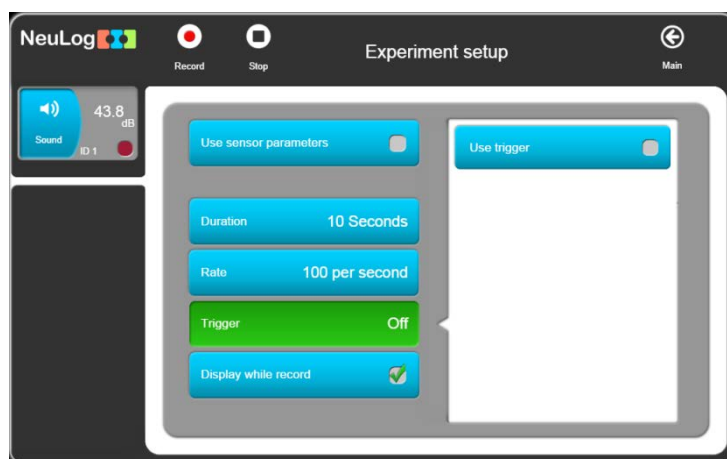 NeuLog
Record
Stop
Experiment setup
Main
43.8
dB
Sound
ID 1
Use sensor parameters
Use trigger
Duration 10 Seconds
Rate 100 per second
Trigger Off
Display while record